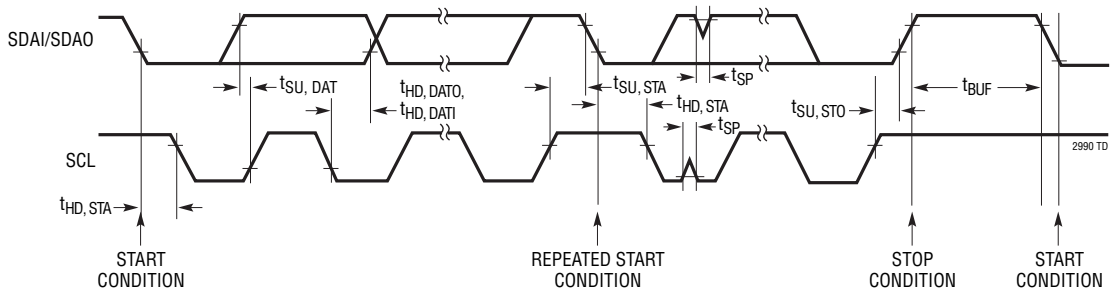 SDAI/SDAO
tSU, DAT
tHD, DATO,
tHD, DATI
tSU, STA
tHD, STA
tSP
tSP
tSU, STO
tBUF
SCL
2990 TD
tHD, STA
START
CONDITION
REPEATED START
CONDITION
STOP
CONDITION
START
CONDITION